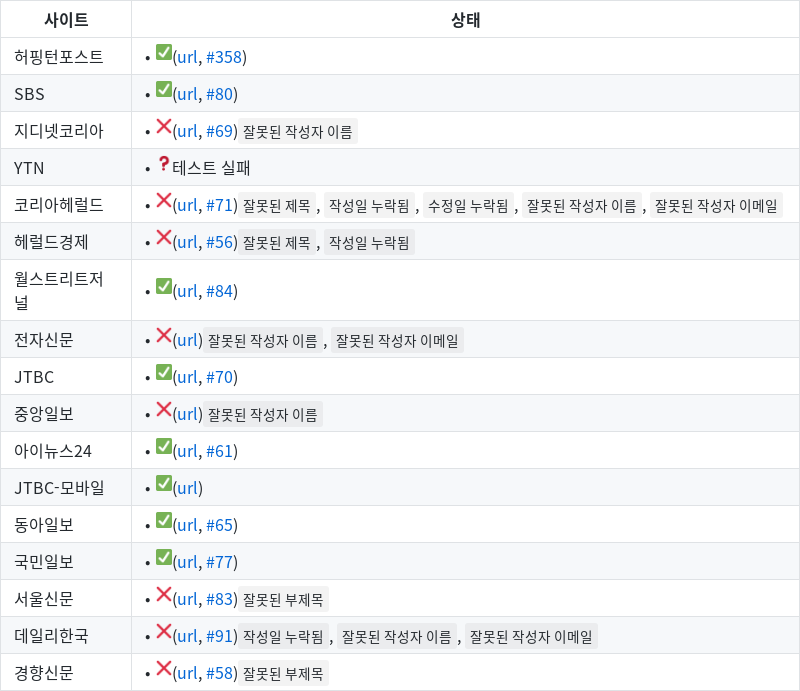 사이트 상태
허핑턴포스트 • ✅(url, #358)
SBS • ✅(url, #80)
지디넷코리아 • ❌(url, #69) 잘못된 작성자 이름
YTN • ❓테스트 실패
코리아헤럴드 • ❌(url, #71) 잘못된 제목 , 작성일 누락됨 , 수정일 누락됨 , 잘못된 작성자 이름 , 잘못된 작성자 이메일
헤럴드경제 • ❌(url, #56) 잘못된 제목 , 작성일 누락됨
월스트리트저
널 • ✅(url, #84)
전자신문 • ❌(url) 잘못된 작성자 이름 , 잘못된 작성자 이메일
JTBC • ✅(url, #70)
중앙일보 • ❌(url) 잘못된 작성자 이름
아이뉴스24 • ✅(url, #61)
JTBC-모바일 • ✅(url)
동아일보 • ✅(url, #65)
국민일보 • ✅(url, #77)
서울신문 • ❌(url, #83) 잘못된 부제목
데일리한국 • ❌(url, #91) 작성일 누락됨 , 잘못된 작성자 이름 , 잘못된 작성자 이메일
경향신문 • ❌(url, #58) 잘못된 부제목